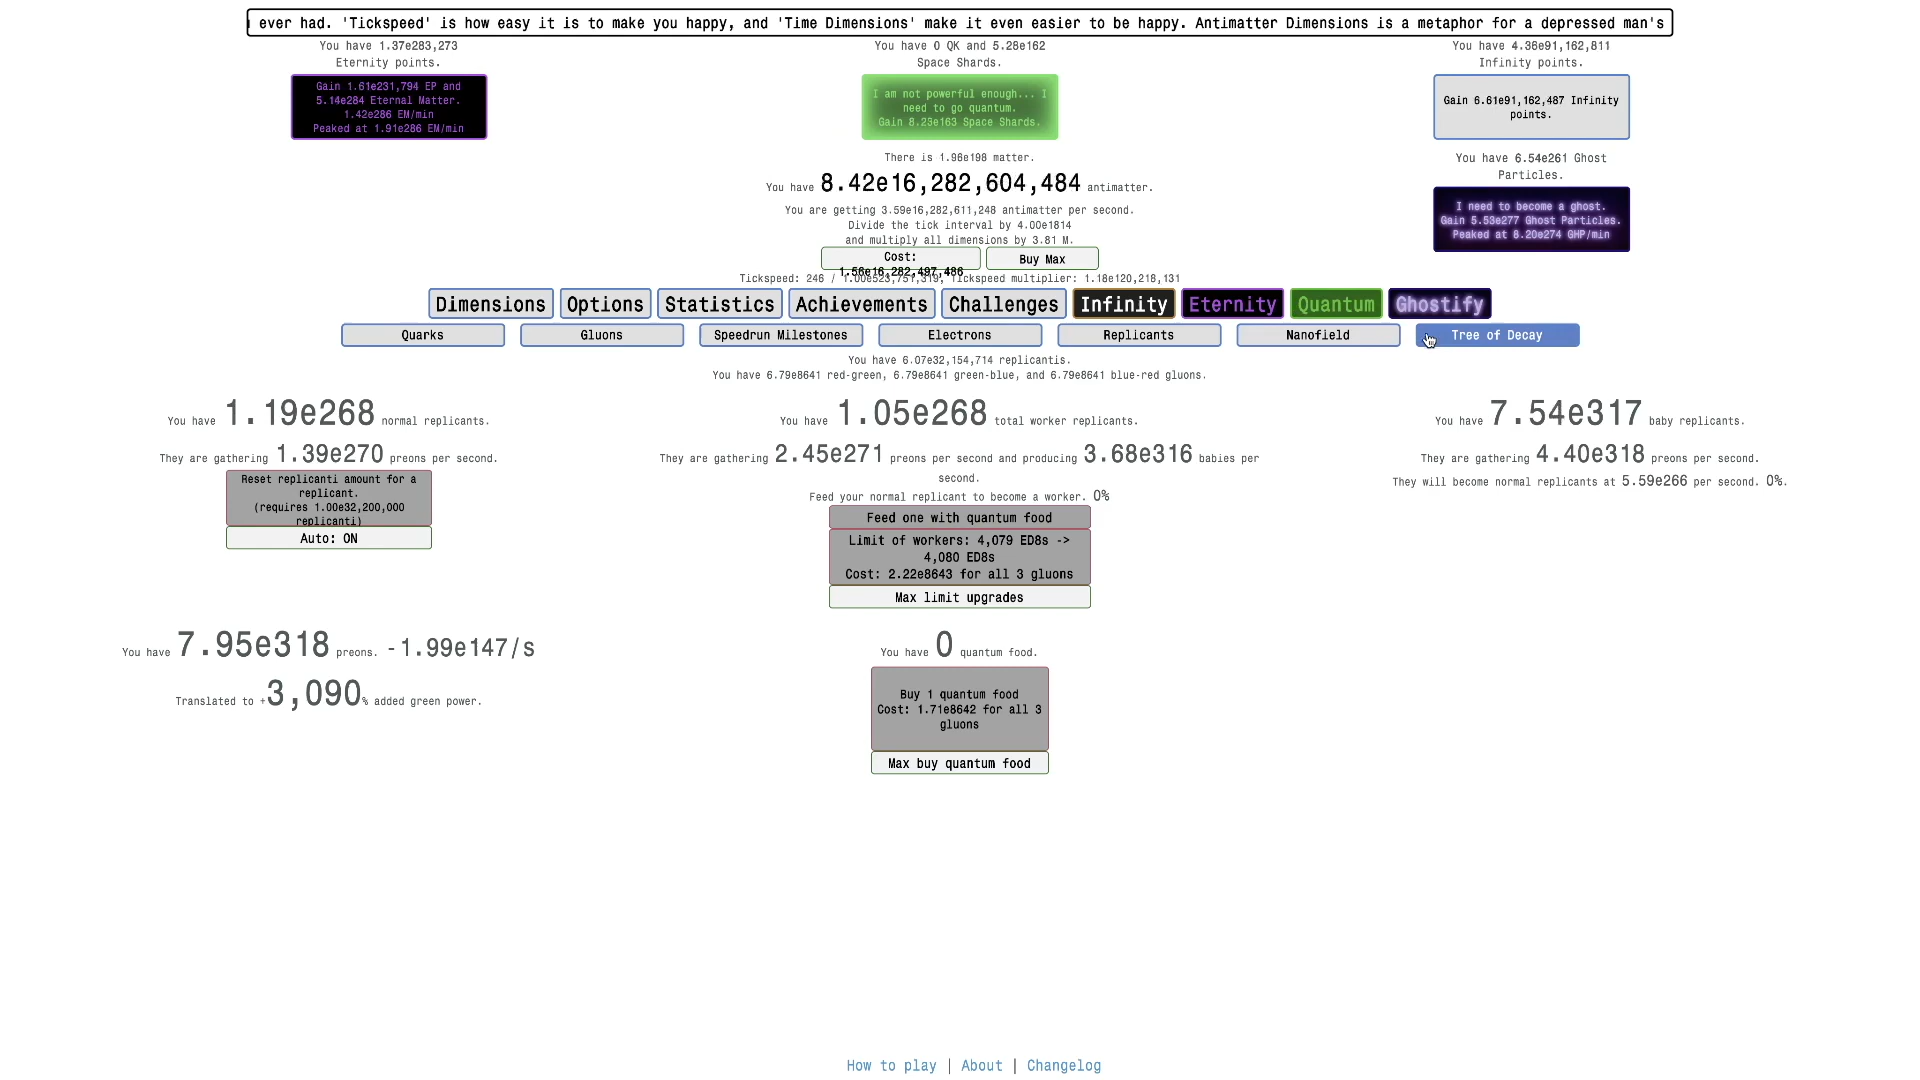 ever had. 'Tickspeed' is how easy it is to make you happy, and 'Time Dimensions' make it even easier to be happy. Antimatter Dimensions is a metaphor for a depressed man's
You have 1.37e283,273
Eternity points.
Gain 1.61e231,794 EP and
5.14e284 Eternal Matter.
1.42e286 EM/min
Peaked at 1.91e286 EM/min
You have 0 QK and 5.28e162
Space Shards.
I am not powerful enough... I
need to go quantum.
Gain 8.23e163 Space Shards.
You have 4.36e91,162,811
Infinity points.
Gain 6.61e91,162,487 Infinity
points.
There is 1.96e198 matter.
You have 8.42e16,282,604,484 antimatter.
You are getting 3.59e16,282,611,248 antimatter per second.
Divide the tick interval by 4.00e1814
and multiply all dimensions by 3.81 M.
You have 6.54e261 Ghost
Particles.
I need to become a ghost.
Gain 5.53e277 Ghost Particles.
Peaked at 8.20e274 GHP/min
Cost:
1.56e16,282,497,486
Buy Max
Tickspeed: 246 / 1.00e523,751,319, Tickspeed multiplier: 1.18e120,218,131
Dimensions Options Statistics Achievements Challenges Infinity Eternity Quantum Ghostify
Quarks Gluons Speedrun Milestones Electrons Replicants Nanofield Tree of Decay
You have 6.07e32,154,714 replicantis.
You have 6.79e8641 red-green, 6.79e8641 green-blue, and 6.79e8641 blue-red gluons.
You have 1.19e268 normal replicants.
They are gathering 1.39e270 preons per second.
Reset replicanti amount for a
replicant.
(requires 1.00e32,200,000
replicanti)
Auto: ON
You have 1.05e268 total worker replicants.
They are gathering 2.45e271 preons per second and producing 3.68e316 babies per
second.
Feed your normal replicant to become a worker. 0%
Feed one with quantum food
Limit of workers: 4,079 ED8s ->
4,080 ED8s
Cost: 2.22e8643 for all 3 gluons
Max limit upgrades
You have 7.54e317 baby replicants.
They are gathering 4.40e318 preons per second.
They will become normal replicants at 5.59e266 per second. 0%.
You have 7.95e318 preons. -1.99e147/s
Translated to +3,090% added green power.
You have 0 quantum food.
Buy 1 quantum food
Cost: 1.71e8642 for all 3
gluons
Max buy quantum food
How to play | About | Changelog